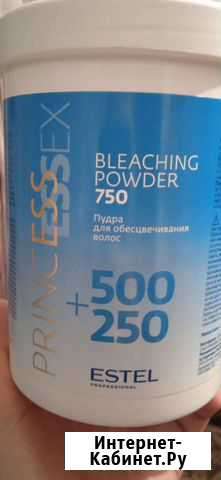 PRINCESS
ESSEX
BLEACHING
POWDER
750
Пудра
для обесцвечивания
волос
+500
250
ESTEL
PROFESSIONAL
Интернет-
Кабинет.Ру